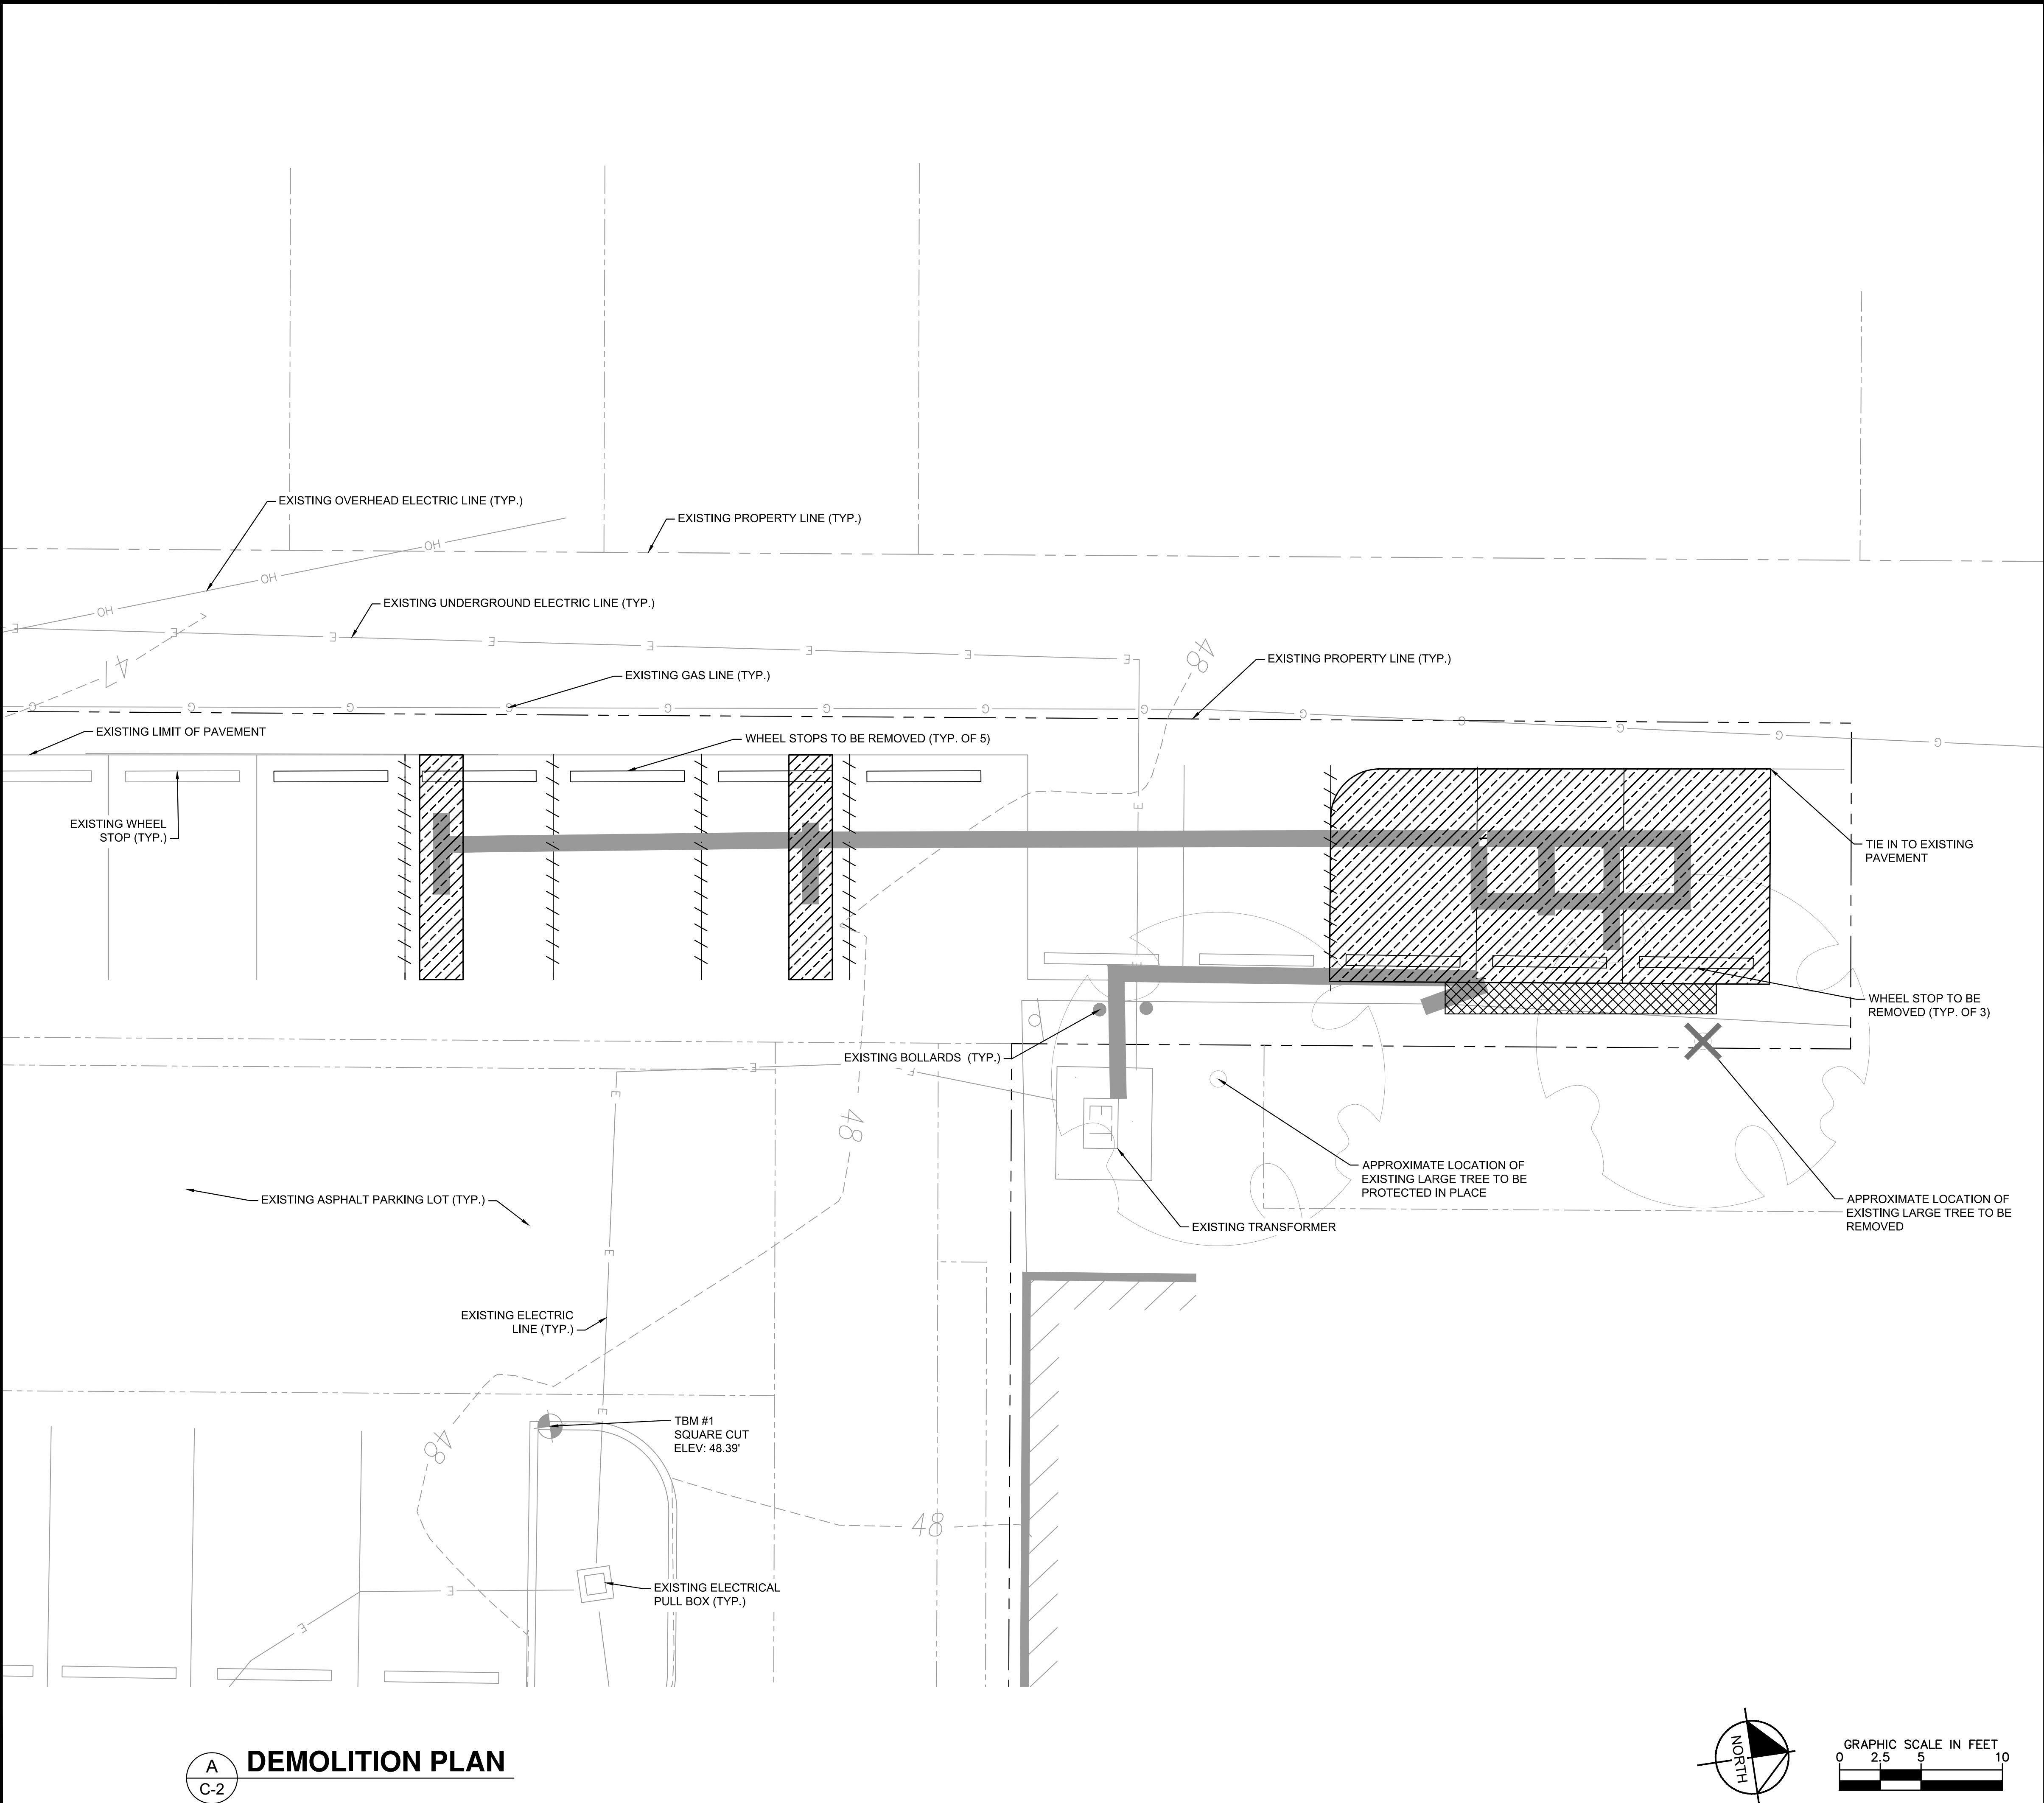 EXISTING OVERHEAD ELECTRIC LINE (TYP.)
EXISTING PROPERTY LINE (TYP.)
OH
OH
OH
EXISTING UNDERGROUND ELECTRIC LINE (TYP.)
E
E
E
E
E
E
E
E
47
48
EXISTING PROPERTY LINE (TYP.)
EXISTING GAS LINE (TYP.)
G
G
G
G
G
G
G
G
G
G
G
G
G
EXISTING LIMIT OF PAVEMENT
WHEEL STOPS TO BE REMOVED (TYP. OF 5)
EXISTING WHEEL
STOP (TYP.)
E
E
TIE IN TO EXISTING
PAVEMENT
WHEEL STOP TO BE
REMOVED (TYP. OF 3)
EXISTING BOLLARDS (TYP.)
E
E
E
48
ET
APPROXIMATE LOCATION OF
EXISTING LARGE TREE TO BE
PROTECTED IN PLACE
EXISTING ASPHALT PARKING LOT (TYP.)
APPROXIMATE LOCATION OF
EXISTING LARGE TREE TO BE
REMOVED
EXISTING TRANSFORMER
E
EXISTING ELECTRIC
LINE (TYP.)
E
TBM #1
SQUARE CUT
ELEV: 48.39'
48
48
EXISTING ELECTRICAL
PULL BOX (TYP.)
E
E
A
C-2
DEMOLITION PLAN
NORTH
GRAPHIC SCALE IN FEET
0 2.5 5 10